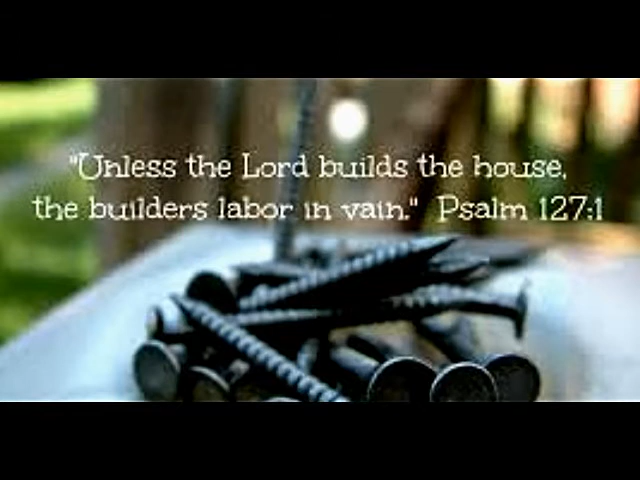 "Unless the Lord builds the house,
the builders labor in vain." Psalm 127:1